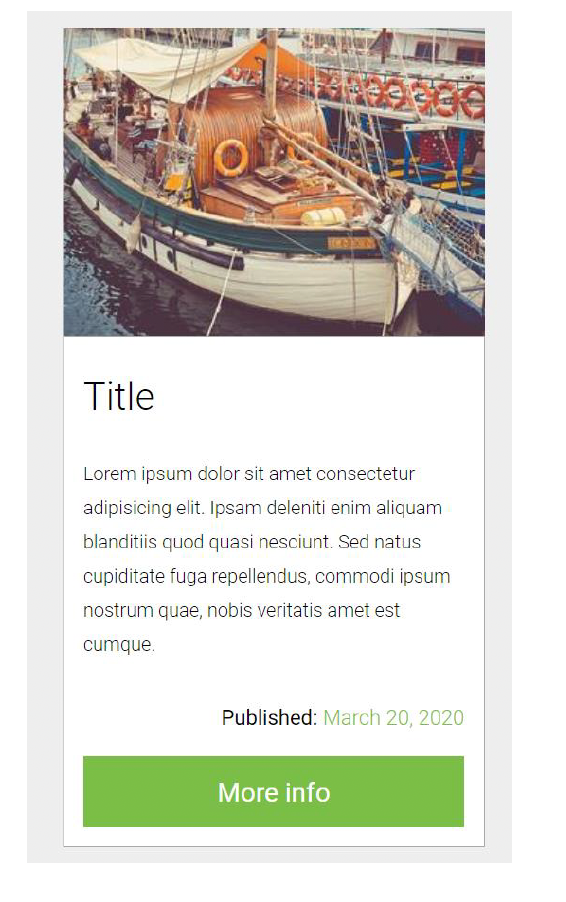 Title
Lorem ipsum dolor sit amet consectetur
adipisicing elit. Ipsam deleniti enim aliquam
blanditiis quod quasi nesciunt. Sed natus
cupiditate fuga repellendus, commodi ipsum
nostrum quae, nobis veritatis amet est
cumque.
Published: March 20, 2020
More info